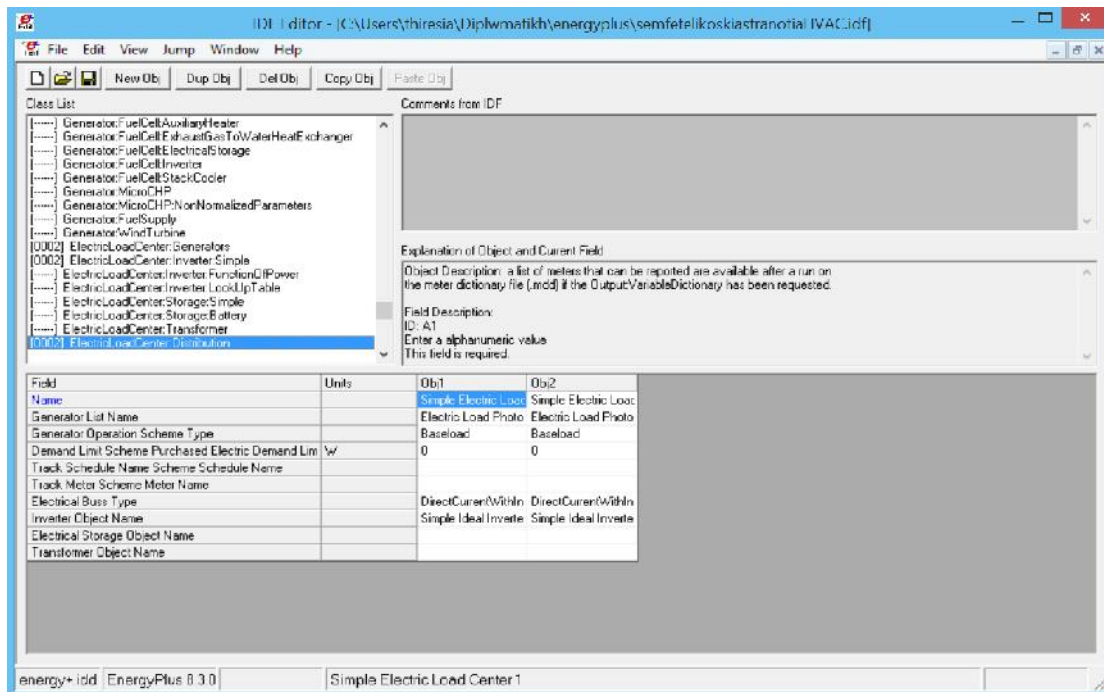 IDF Editor - [C:\Users\thiresia\Diplwmatikh\energyplus\semfetelikoskiastranotiaHVAC.idf]
File Edit View Jump Window Help
New Obj Dup Obj Del Obj Copy Obj Paste Obj
Class List
Comments from IDF
[------] Generator:FuelCell:AuxiliaryHeater
[------] Generator:FuelCell:ExhaustGasToWaterHeatExchanger
[------] Generator:FuelCell:ElectricalStorage
[------] Generator:FuelCell:Inverter
[------] Generator:FuelCell:StackCooler
[------] Generator:MicroCHP
[------] Generator:MicroCHP:NonNormalizedParameters
[------] Generator:FuelSupply
[------] Generator:WindTurbine
[0002] ElectricLoadCenter:Generators
[0002] ElectricLoadCenter:Inverter:Simple
[------] ElectricLoadCenter:Inverter:FunctionOfPower
[------] ElectricLoadCenter:Inverter:LookUpTable
[------] ElectricLoadCenter:Storage:Simple
[------] ElectricLoadCenter:Storage:Battery
[------] ElectricLoadCenter:Transformer
[0002] ElectricLoadCenter:Distribution
Explanation of Object and Current Field
Object Description: a list of meters that can be reported are available after a run on
the meter dictionary file (.mdd) if the Output:VariableDictionary has been requested.
Field Description:
ID: A1
Enter a alphanumeric value
This field is required.
Field Units Obj1 Obj2
Name Simple Electric Load Simple Electric Load
Generator List Name Electric Load Photo Electric Load Photo
Generator Operation Scheme Type Baseload Baseload
Demand Limit Scheme Purchased Electric Demand Lim W 0 0
Track Schedule Name Scheme Schedule Name
Track Meter Scheme Meter Name
Electrical Buss Type DirectCurrentWithIn DirectCurrentWithIn
Inverter Object Name Simple Ideal Inverte Simple Ideal Inverte
Electrical Storage Object Name
Transformer Object Name
energy+.idd EnergyPlus 8.3.0 Simple Electric Load Center 1